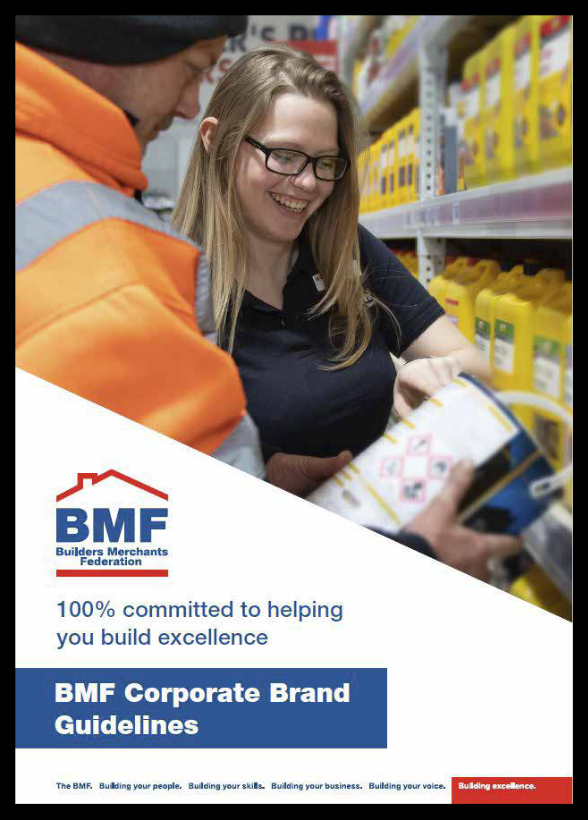 BMF
Builders Merchants
Federation
100% committed to helping
you build excellence
BMF Corporate Brand
Guidelines
The BMF. Building your people. Building your skills. Building your business. Building your voice. Building excellence.